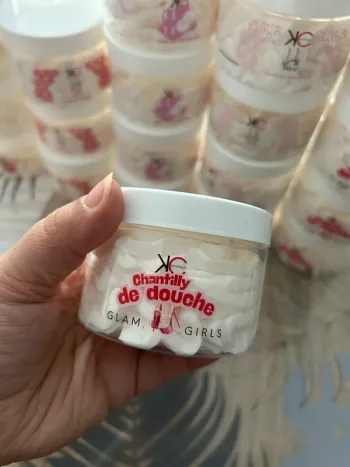 KC
Chantilly
de douche
GLAM. GIRLS